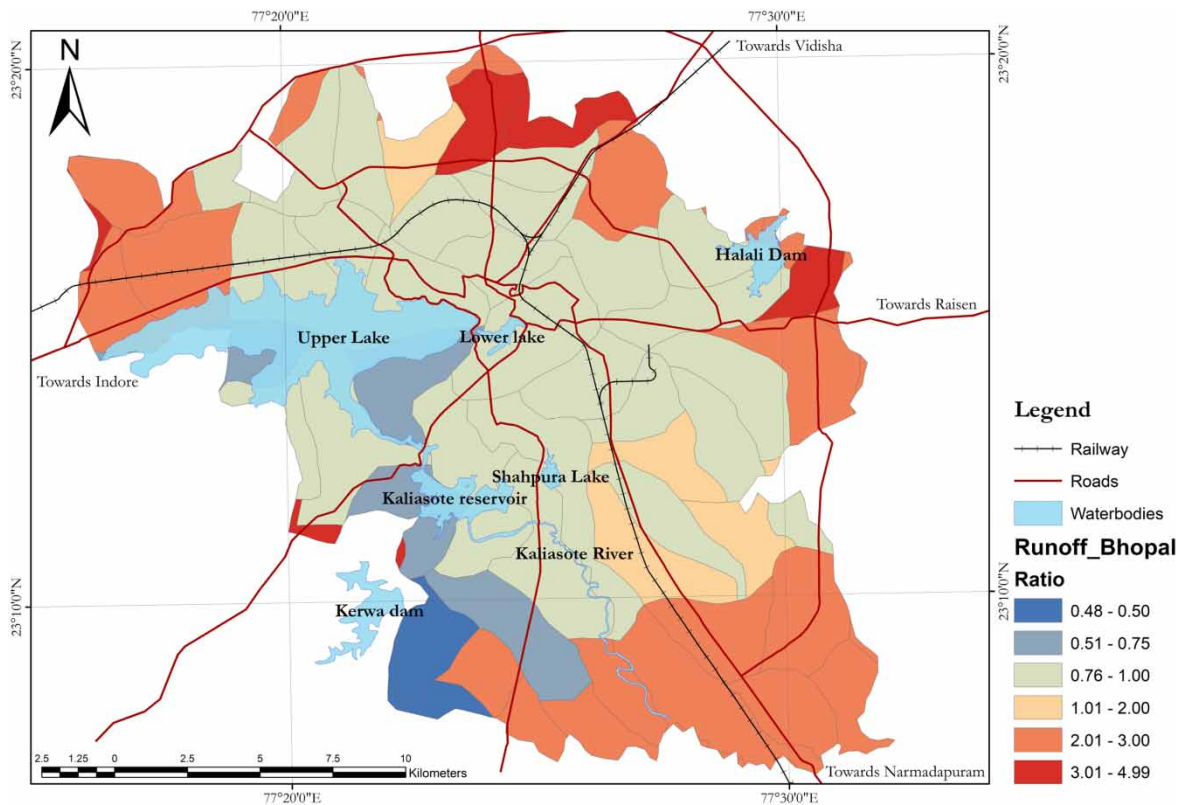 77°20'0"E
77°30'0"E
N
Towards Vidisha
23°20'0"N
23°20'0"N
Halali Dam
Towards Raisen
Upper Lake
Lower lake
Towards Indore
Legend
Railway
Roads
Waterbodies
Shahpura Lake
Kaliasote reservoir
Kaliasote River
Runoff_Bhopal
Ratio
0.48 - 0.50
0.51 - 0.75
0.76 - 1.00
1.01 - 2.00
2.01 - 3.00
3.01 - 4.99
23°10'0"N
23°10'0"N
Kerwa dam
2.5 1.25 0 2.5 5 7.5 10
Kilometers
Towards Narmadapuram
77°20'0"E
77°30'0"E